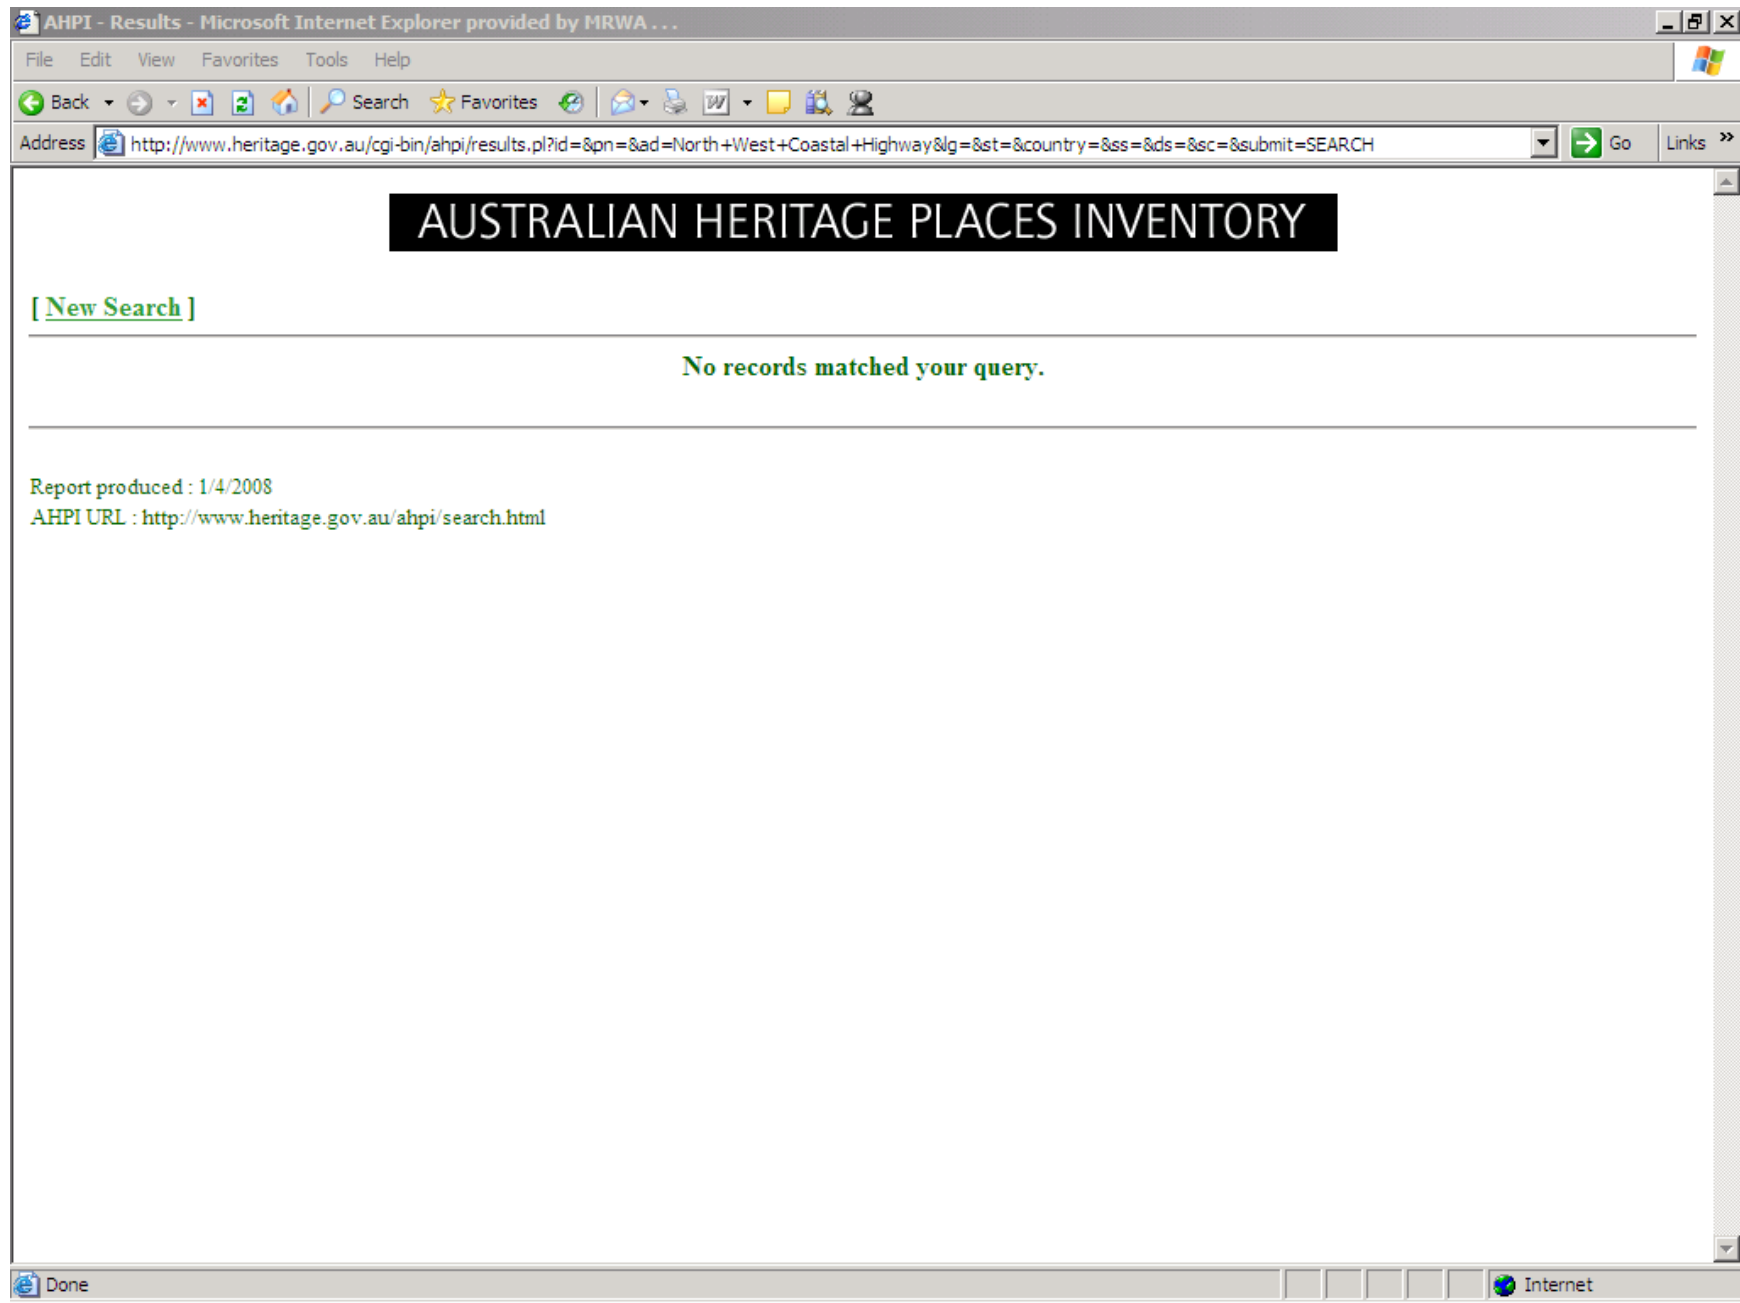 AHPI - Results - Microsoft Internet Explorer provided by MRWA . . .
File Edit View Favorites Tools Help
Back Search Favorites
Address http://www.heritage.gov.au/cgi-bin/ahpi/results.pl?id=&pn=&ad=North+West+Coastal+Highway&lg=&st=&country=&ss=&ds=&sc=&submit=SEARCH Go Links »
AUSTRALIAN HERITAGE PLACES INVENTORY
[ New Search ]
No records matched your query.
Report produced : 1/4/2008
AHPI URL : http://www.heritage.gov.au/ahpi/search.html
Done Internet